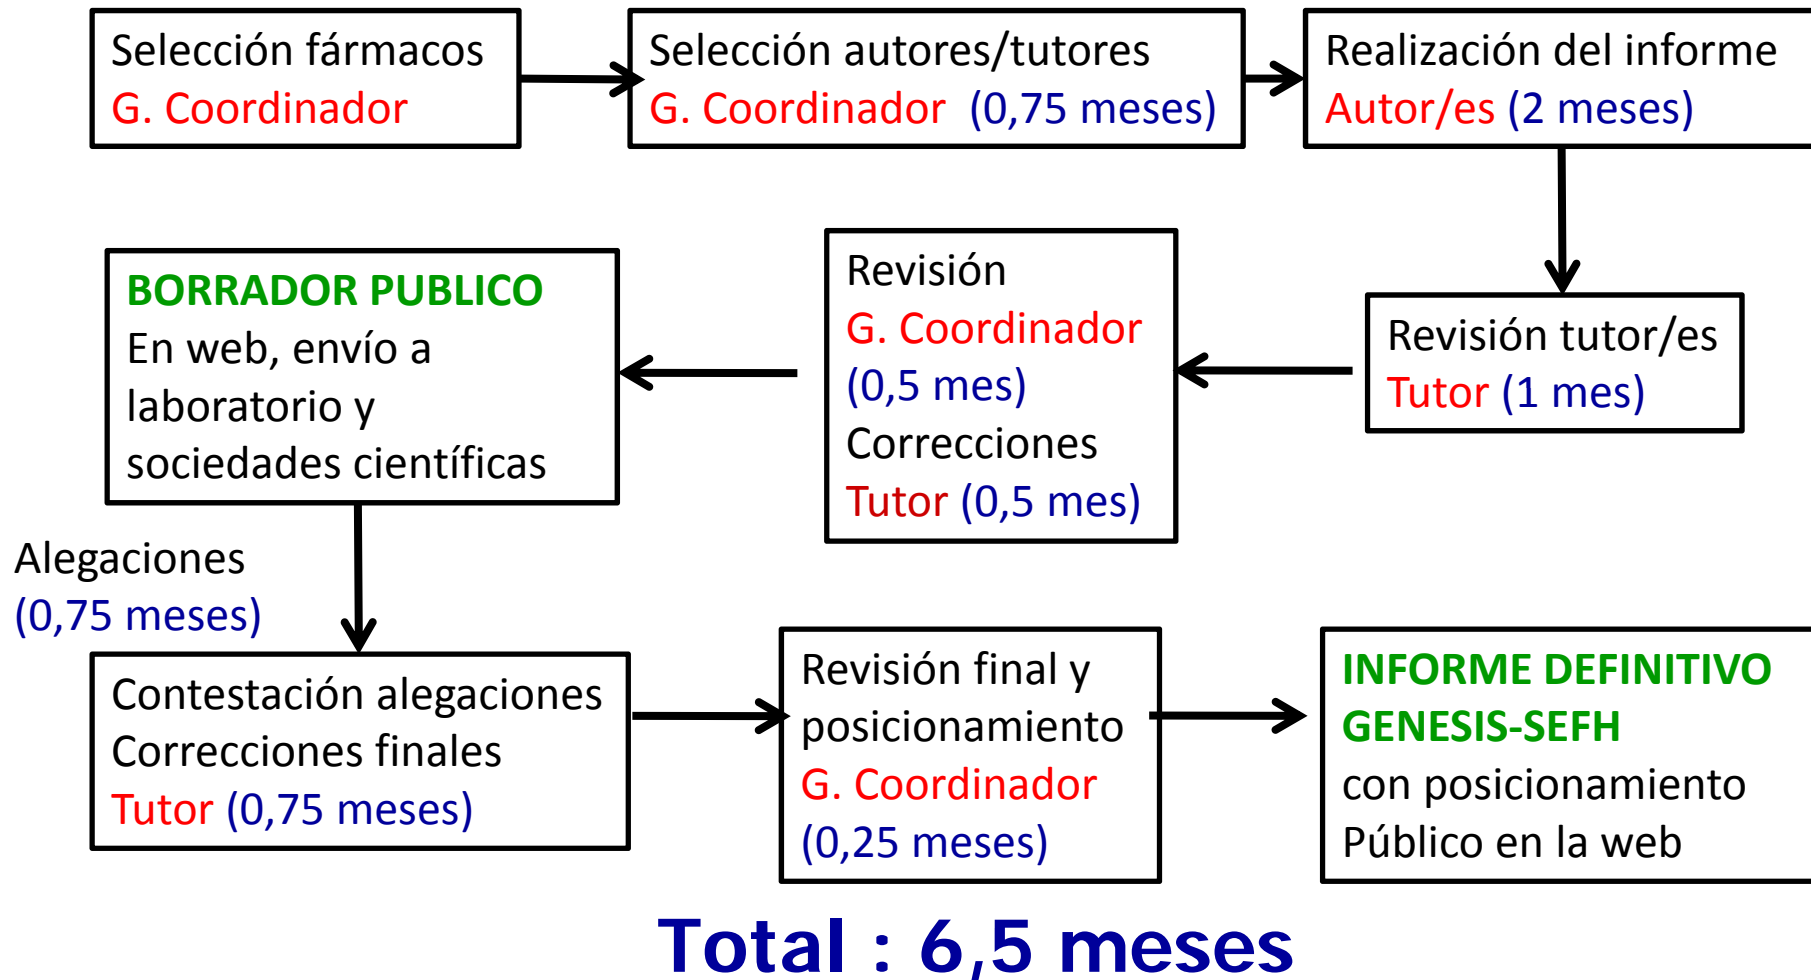 Selección fármacos
G. Coordinador
Selección autores/tutores
G. Coordinador (0,75 meses)
Realización del informe
Autor/es (2 meses)
Revisión tutor/es
Tutor (1 mes)
Revisión
G. Coordinador
(0,5 mes)
Correcciones
Tutor (0,5 mes)
BORRADOR PUBLICO
En web, envío a
laboratorio y
sociedades científicas
Alegaciones
(0,75 meses)
Contestación alegaciones
Correcciones finales
Tutor (0,75 meses)
Revisión final y
posicionamiento
G. Coordinador
(0,25 meses)
INFORME DEFINITIVO
GENESIS-SEFH
con posicionamiento
Público en la web
Total : 6,5 meses